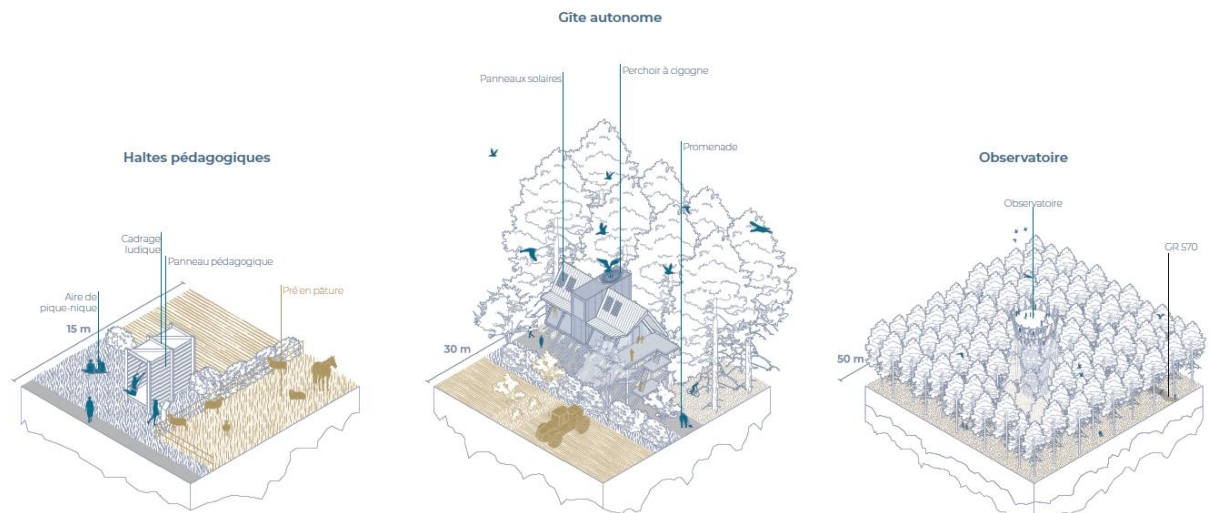 Gîte autonome
Panneaux solaires
Perchoir à cigogne
Promenade
30 m
Haltes pédagogiques
Cadrage
ludique
Panneau pédagogique
Aire de
pique-nique
Pré en pâture
15 m
Observatoire
Observatoire
GR 570
50 m